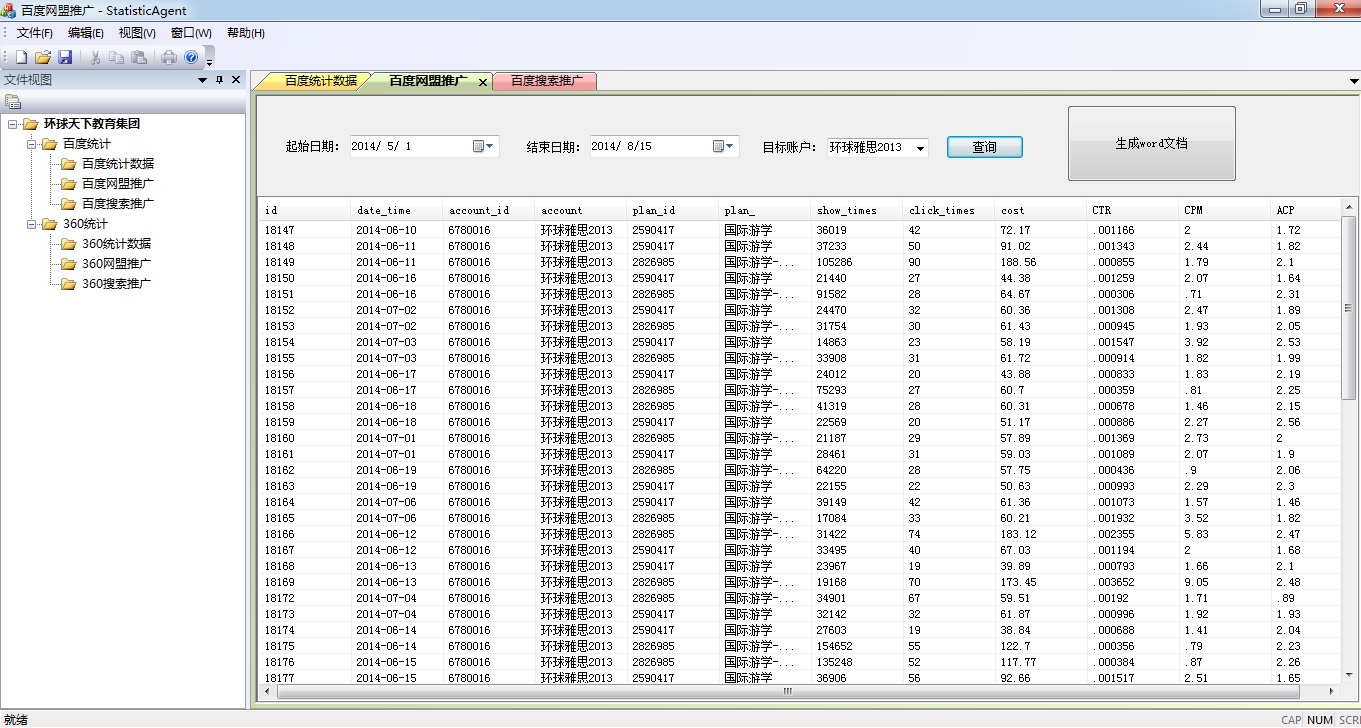 百度网盟推广 - StatisticAgent
文件(F) 编辑(E) 视图(V) 窗口(W) 帮助(H)
文件视图
环球天下教育集团
百度统计
百度统计数据
百度网盟推广
百度搜索推广
360统计
360统计数据
360网盟推广
360搜索推广
百度统计数据 百度网盟推广 百度搜索推广
起始日期: 2014/ 5/ 1 结束日期: 2014/ 8/15 目标账户: 环球雅思2013 查询 生成word文档
id date_time account_id account plan_id plan_ show_times click_times cost CTR CPM ACP
18147 2014-06-10 6780016 环球雅思2013 2590417 国际游学 36019 42 72.17 .001166 2 1.72
18148 2014-06-11 6780016 环球雅思2013 2590417 国际游学 37233 50 91.02 .001343 2.44 1.82
18149 2014-06-11 6780016 环球雅思2013 2826985 国际游学-... 105286 90 188.56 .000855 1.79 2.1
18150 2014-06-16 6780016 环球雅思2013 2590417 国际游学 21440 27 44.38 .001259 2.07 1.64
18151 2014-06-16 6780016 环球雅思2013 2826985 国际游学-... 91582 28 64.67 .000306 .71 2.31
18152 2014-07-02 6780016 环球雅思2013 2590417 国际游学 24470 32 60.36 .001308 2.47 1.89
18153 2014-07-02 6780016 环球雅思2013 2826985 国际游学-... 31754 30 61.43 .000945 1.93 2.05
18154 2014-07-03 6780016 环球雅思2013 2590417 国际游学 14863 23 58.19 .001547 3.92 2.53
18155 2014-07-03 6780016 环球雅思2013 2826985 国际游学-... 33908 31 61.72 .000914 1.82 1.99
18156 2014-06-17 6780016 环球雅思2013 2590417 国际游学 24012 20 43.88 .000833 1.83 2.19
18157 2014-06-17 6780016 环球雅思2013 2826985 国际游学-... 75293 27 60.7 .000359 .81 2.25
18158 2014-06-18 6780016 环球雅思2013 2826985 国际游学-... 41319 28 60.31 .000678 1.46 2.15
18159 2014-06-18 6780016 环球雅思2013 2590417 国际游学 22569 20 51.17 .000886 2.27 2.56
18160 2014-07-01 6780016 环球雅思2013 2826985 国际游学-... 21187 29 57.89 .001369 2.73 2
18161 2014-07-01 6780016 环球雅思2013 2590417 国际游学 28461 31 59.03 .001089 2.07 1.9
18162 2014-06-19 6780016 环球雅思2013 2826985 国际游学-... 64220 28 57.75 .000436 .9 2.06
18163 2014-06-19 6780016 环球雅思2013 2590417 国际游学 22155 22 50.63 .000993 2.29 2.3
18164 2014-07-06 6780016 环球雅思2013 2590417 国际游学 39149 42 61.36 .001073 1.57 1.46
18165 2014-07-06 6780016 环球雅思2013 2826985 国际游学-... 17084 33 60.21 .001932 3.52 1.82
18166 2014-06-12 6780016 环球雅思2013 2826985 国际游学-... 31422 74 183.12 .002355 5.83 2.47
18167 2014-06-12 6780016 环球雅思2013 2590417 国际游学 33495 40 67.03 .001194 2 1.68
18168 2014-06-13 6780016 环球雅思2013 2590417 国际游学 23967 19 39.89 .000793 1.66 2.1
18169 2014-06-13 6780016 环球雅思2013 2826985 国际游学-... 19168 70 173.45 .003652 9.05 2.48
18172 2014-07-04 6780016 环球雅思2013 2826985 国际游学-... 34901 67 59.51 .00192 1.71 .89
18173 2014-07-04 6780016 环球雅思2013 2590417 国际游学 32142 32 61.87 .000996 1.92 1.93
18174 2014-06-14 6780016 环球雅思2013 2590417 国际游学 27603 19 38.84 .000688 1.41 2.04
18175 2014-06-14 6780016 环球雅思2013 2826985 国际游学-... 154652 55 122.7 .000356 .79 2.23
18176 2014-06-15 6780016 环球雅思2013 2826985 国际游学-... 135248 52 117.77 .000384 .87 2.26
18177 2014-06-15 6780016 环球雅思2013 2590417 国际游学 36906 56 92.66 .001517 2.51 1.65
就绪 CAP NUM SCRI